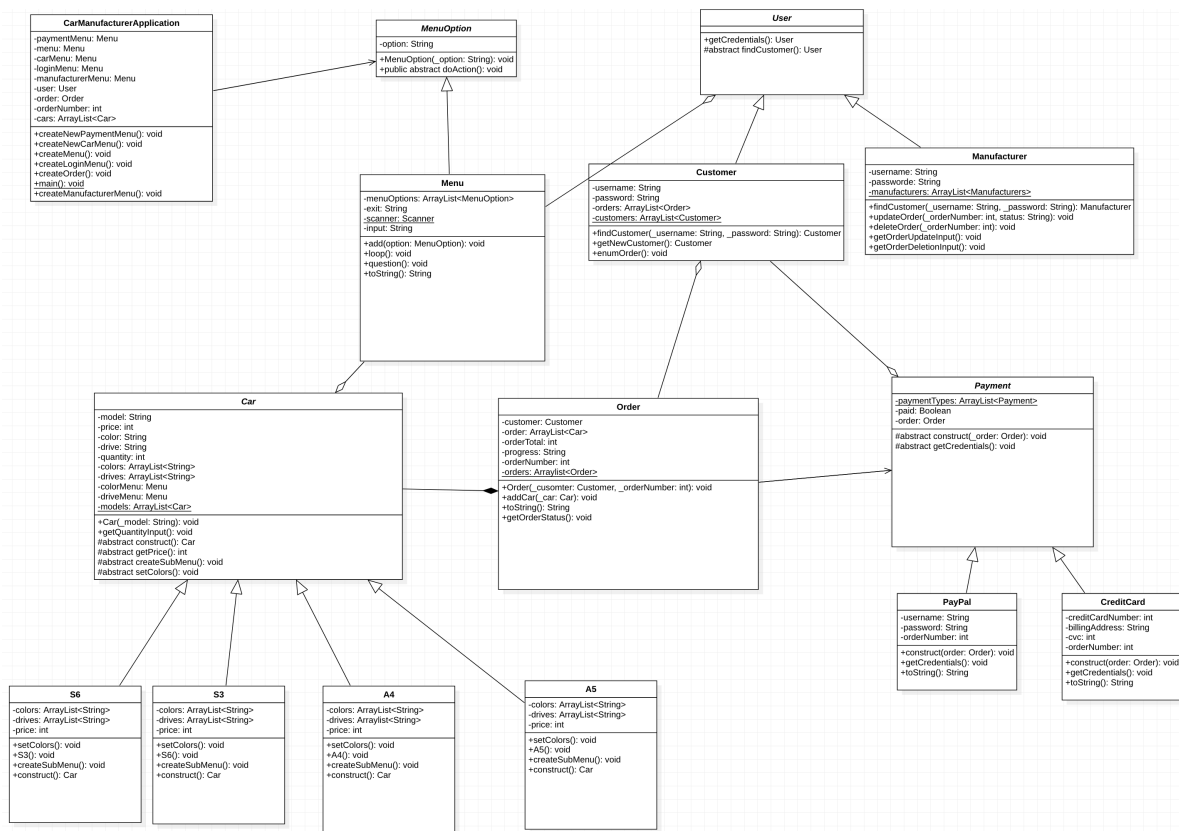 CarManufacturerApplication
-paymentMenu: Menu
-menu: Menu
-carMenu: Menu
-loginMenu: Menu
-manufacturerMenu: Menu
-user: User
-order: Order
-orderNumber: int
-cars: ArrayList<Car>
+createNewPaymentMenu(): void
+createNewCarMenu(): void
+createMenu(): void
+createLoginMenu(): void
+createOrder(): void
+main(): void
+createManufacturerMenu(): void
MenuOption
-option: String
+MenuOption(_option: String): void
+public abstract doAction(): void
User
+getCredentials(): User
#abstract findCustomer(): User
Menu
-menuOptions: ArrayList<MenuOption>
-exit: String
-scanner: Scanner
-input: String
+add(option: MenuOption): void
+loop(): void
+question(): void
+toString(): String
Customer
-username: String
-password: String
-orders: ArrayList<Order>
-customers: ArrayList<Customer>
+findCustomer(_username: String, _password: String): Customer
+getNewCustomer(): Customer
+enumOrder(): void
Manufacturer
-username: String
-passworde: String
-manufacturers: ArrayList<Manufacturers>
+findCustomer(_username: String, _password: String): Manufacturer
+updateOrder(_orderNumber: int, status: String): void
+deleteOrder(_orderNumber: int): void
+getOrderUpdateInput(): void
+getOrderDeletionInput(): void
Car
-model: String
-price: int
-color: String
-drive: String
-quantity: int
-colors: ArrayList<String>
-drives: ArrayList<String>
-colorMenu: Menu
-driveMenu: Menu
-models: ArrayList<Car>
+Car(_model: String): void
+getQuantityInput(): void
#abstract construct(): Car
#abstract getPrice(): int
#abstract createSubMenu(): void
#abstract setColors(): void
Order
-customer: Customer
-order: ArrayList<Car>
-orderTotal: int
-progress: String
-orderNumber: int
-orders: Arraylist<Order>
+Order(_cusomter: Customer, _orderNumber: int): void
+addCar(_car: Car): void
+toString(): String
+getOrderStatus(): void
Payment
-paymentTypes: ArrayList<Payment>
-paid: Boolean
-order: Order
#abstract construct(_order: Order): void
#abstract getCredentials(): void
PayPal
-username: String
-password: String
-orderNumber: int
+construct(order: Order): void
+getCredentials(): void
+toString(): String
CreditCard
-creditCardNumber: int
-billingAddress: String
-cvc: int
-orderNumber: int
+construct(order: Order): void
+getCredentials(): void
+toString(): String
S6
-colors: ArrayList<String>
-drives: ArrayList<String>
-price: int
+setColors(): void
+S3(): void
+createSubMenu(): void
+construct(): Car
S3
-colors: ArrayList<String>
-drives: ArrayList<String>
-price: int
+setColors(): void
+S6(): void
+createSubMenu(): void
+construct(): Car
A4
-colors: ArrayList<String>
-drives: ArrayList<String>
-price: int
+setColors(): void
+A4(): void
+createSubMenu(): void
+construct(): Car
A5
-colors: ArrayList<String>
-drives: ArrayList<String>
-price: int
+setColors(): void
+A5(): void
+createSubMenu(): void
+construct(): Car